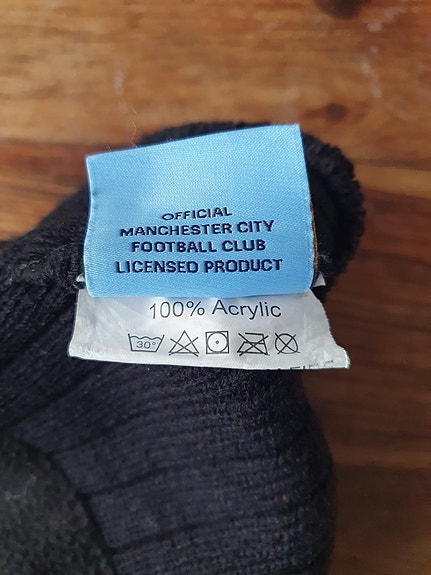 OFFICIAL
MANCHESTER CITY
FOOTBALL CLUB
LICENSED PRODUCT
100% Acrylic
30°